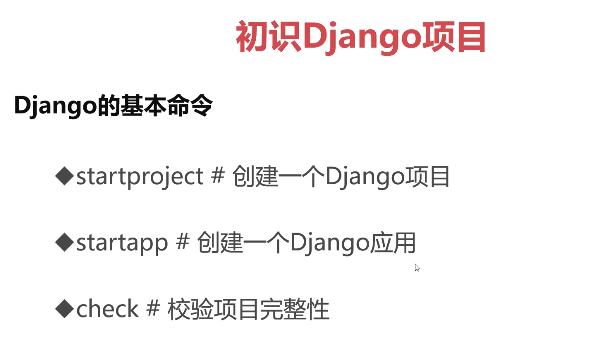 初识Django项目
Django的基本命令
◆startproject # 创建一个Django项目
◆startapp # 创建一个Django应用
◆check # 校验项目完整性